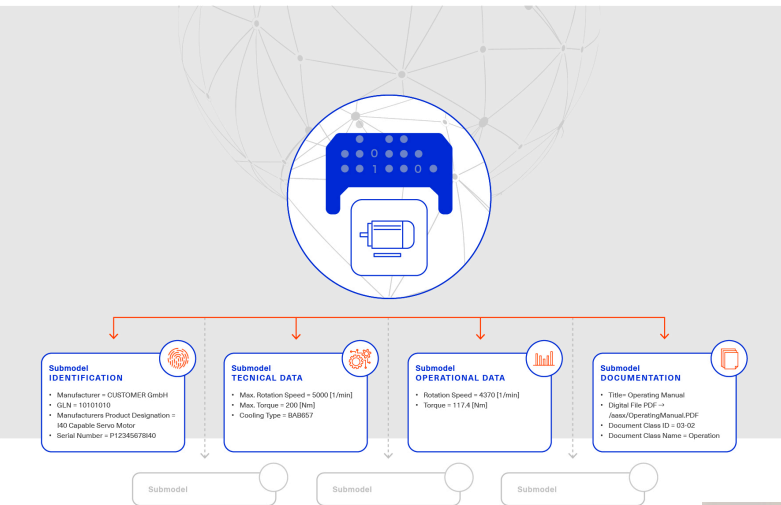 0
1 0
Submodel
IDENTIFICATION
• Manufacturer = CUSTOMER GmbH
• GLN = 10101010
• Manufacturers Product Designation =
I40 Capable Servo Motor
• Serial Number = P12345678I40
Submodel
TECNICAL DATA
• Max. Rotation Speed = 5000 [1/min]
• Max. Torque = 200 [Nm]
• Cooling Type = BAB657
Submodel
OPERATIONAL DATA
• Rotation Speed = 4370 [1/min]
• Torque = 117.4 [Nm]
Submodel
DOCUMENTATION
• Title= Operating Manual
• Digital File PDF ->
/aasx/OperatingManual.PDF
• Document Class ID = 03-02
• Document Class Name = Operation
Submodel
Submodel
Submodel